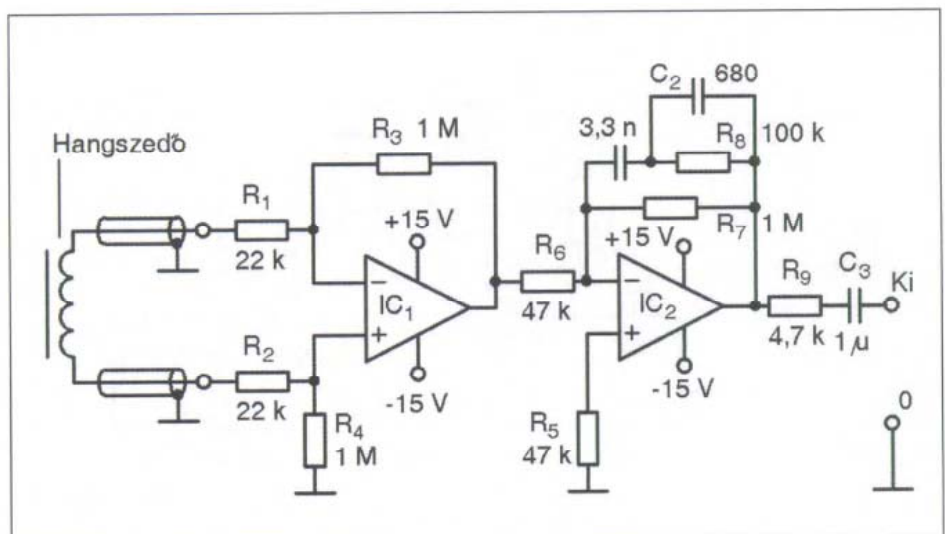 C2 680
3,3 n
R8 100 k
Hangszedő
R3 1 M
R1
22 k
+15 V
R7 1 M
+15 V
R6
47 k
−
IC1
+
−
IC2
+
R9
4,7 k
C3
1/u
Ki
R2
22 k
-15 V
-15 V
R4
1 M
R5
47 k
0